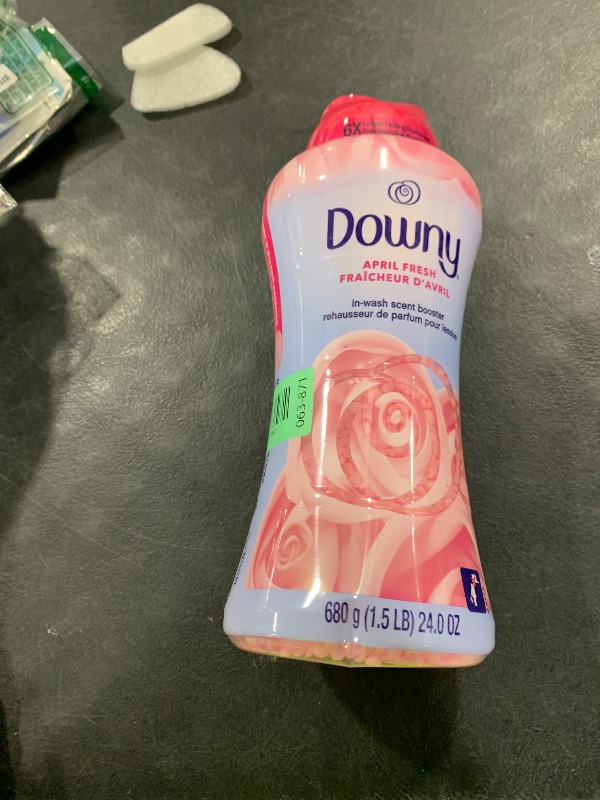 6X
Downy
APRIL FRESH
FRAÎCHEUR D'AVRIL
in-wash scent booster
rehausseur de parfum pour lessive
063-871
680 g (1.5 LB) 24.0 OZ